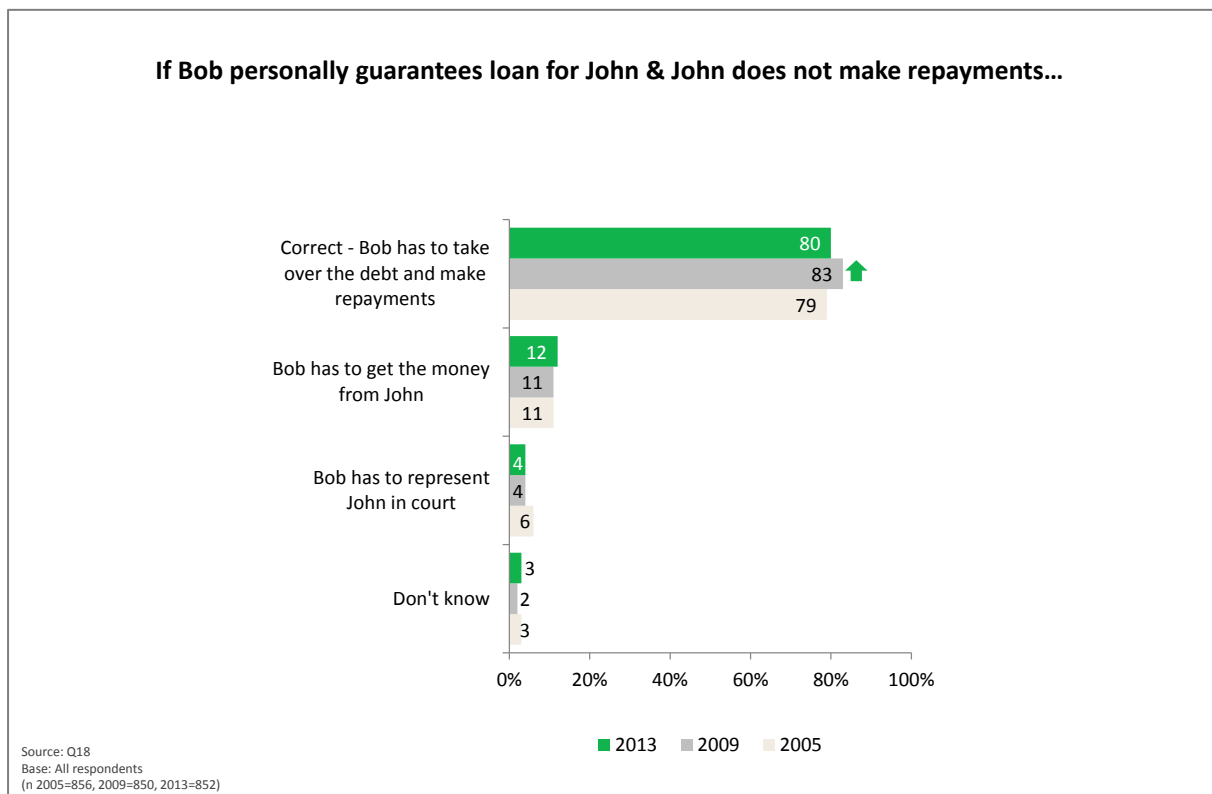 If Bob personally guarantees loan for John & John does not make repayments…
Correct - Bob has to take
over the debt and make
repayments
80
83
79
Bob has to get the money
from John
12
11
11
Bob has to represent
John in court
4
4
6
Don't know
3
2
3
0% 20% 40% 60% 80% 100%
2013 2009 2005
Source: Q18
Base: All respondents
(n 2005=856, 2009=850, 2013=852)